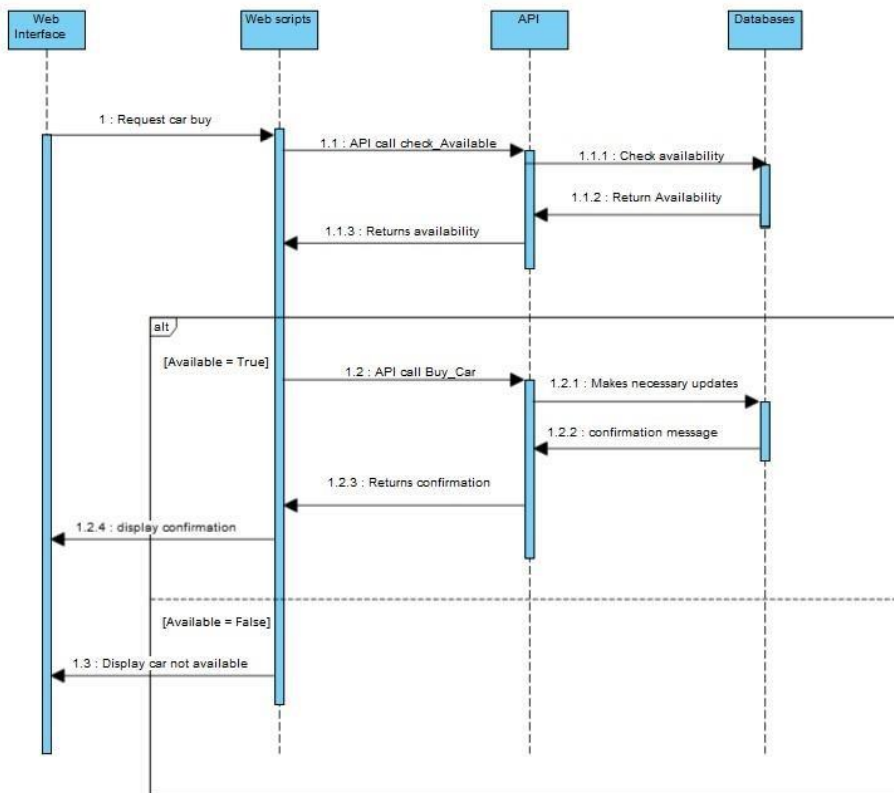 Web
Interface
Web scripts
API
Databases
1 : Request car buy
1.1 : API call check_Available
1.1.1 : Check availability
1.1.2 : Return Availability
1.1.3 : Returns availability
alt
[Available = True]
1.2 : API call Buy_Car
1.2.1 : Makes necessary updates
1.2.2 : confirmation message
1.2.3 : Returns confirmation
1.2.4 : display confirmation
[Available = False]
1.3 : Display car not available